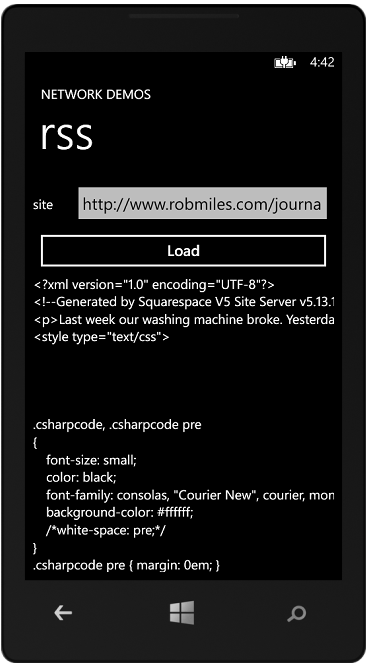 4:42
NETWORK DEMOS
rss
site
http://www.robmiles.com/journa
Load
<?xml version="1.0" encoding="UTF-8"?>
<!--Generated by Squarespace V5 Site Server v5.13.1
<p>Last week our washing machine broke. Yesterda
<style type="text/css">
.csharpcode, .csharpcode pre
{
font-size: small;
color: black;
font-family: consolas, "Courier New", courier, mon
background-color: #ffffff;
/*white-space: pre;*/
}
.csharpcode pre { margin: 0em; }